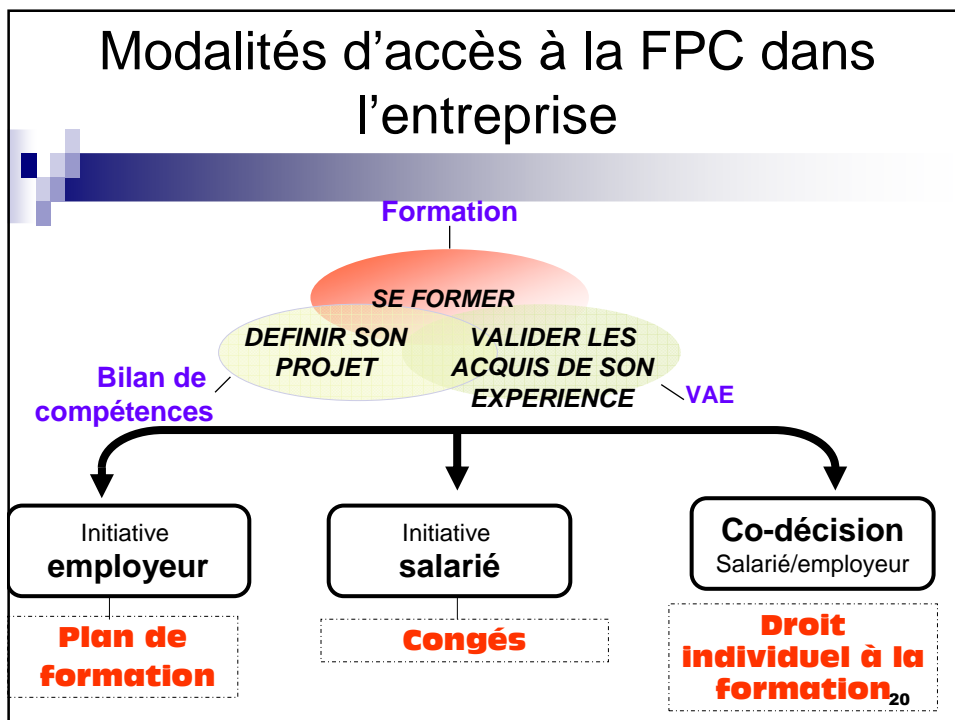 Modalités d'accès à la FPC dans
l'entreprise
Formation
SE FORMER
DEFINIR SON
PROJET
VALIDER LES
ACQUIS DE SON
EXPERIENCE
Bilan de
compétences
VAE
Initiative
employeur
Initiative
salarié
Co-décision
Salarié/employeur
Plan de
formation
Congés
Droit
individuel à la
formation
20